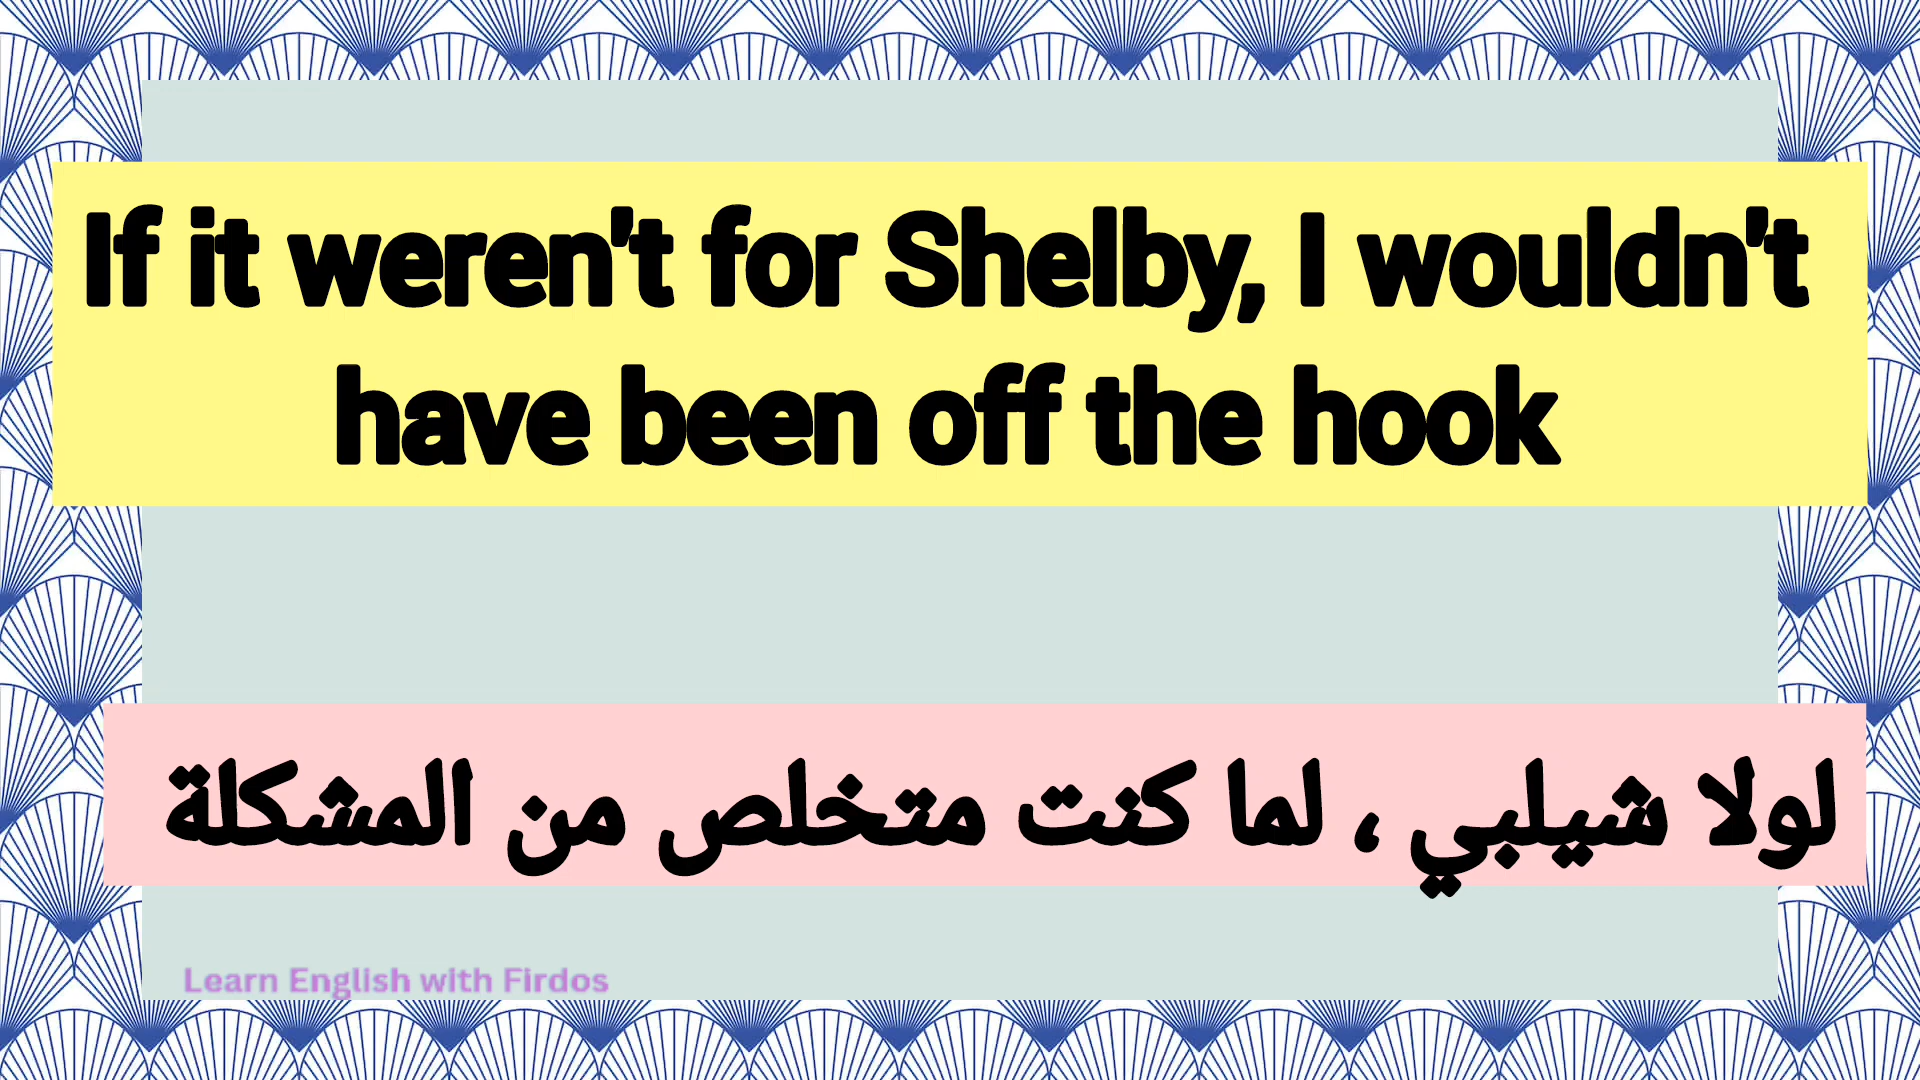 If it weren't for Shelby, I wouldn't
have been off the hook
لولا شيلبي ، لما كنت متخلص من المشكلة
Learn English with Firdos